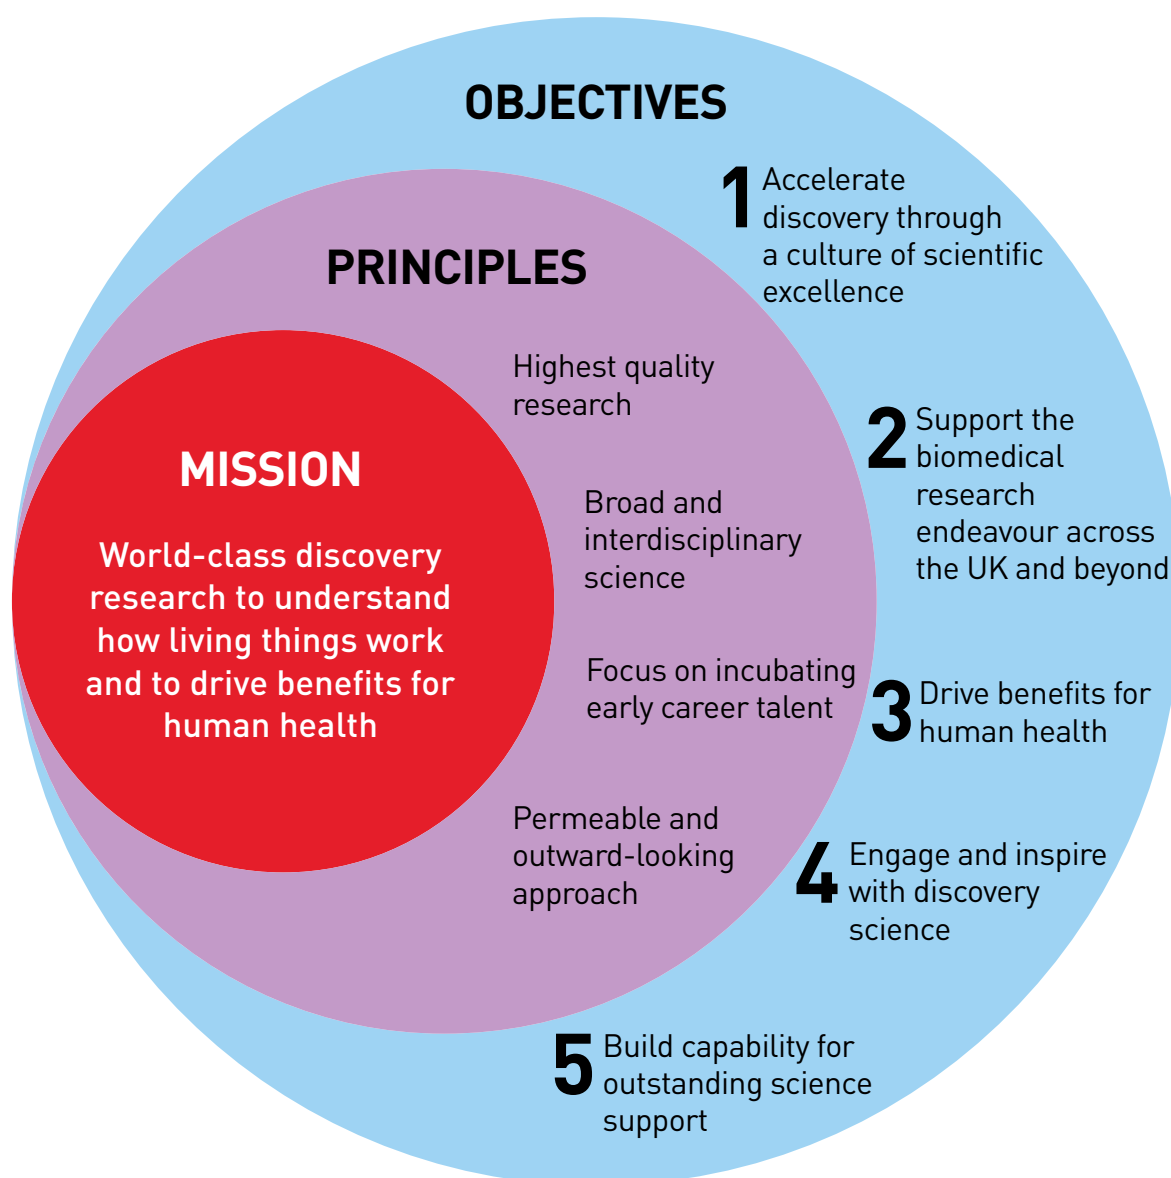 OBJECTIVES
1 Accelerate
discovery through
a culture of scientific
excellence
2 Support the
biomedical
research
endeavour across
the UK and beyond
3 Drive benefits for
human health
4 Engage and inspire
with discovery
science
5 Build capability for
outstanding science
support
PRINCIPLES
Highest quality
research
Broad and
interdisciplinary
science
Focus on incubating
early career talent
Permeable and
outward-looking
approach
MISSION
World-class discovery
research to understand
how living things work
and to drive benefits for
human health